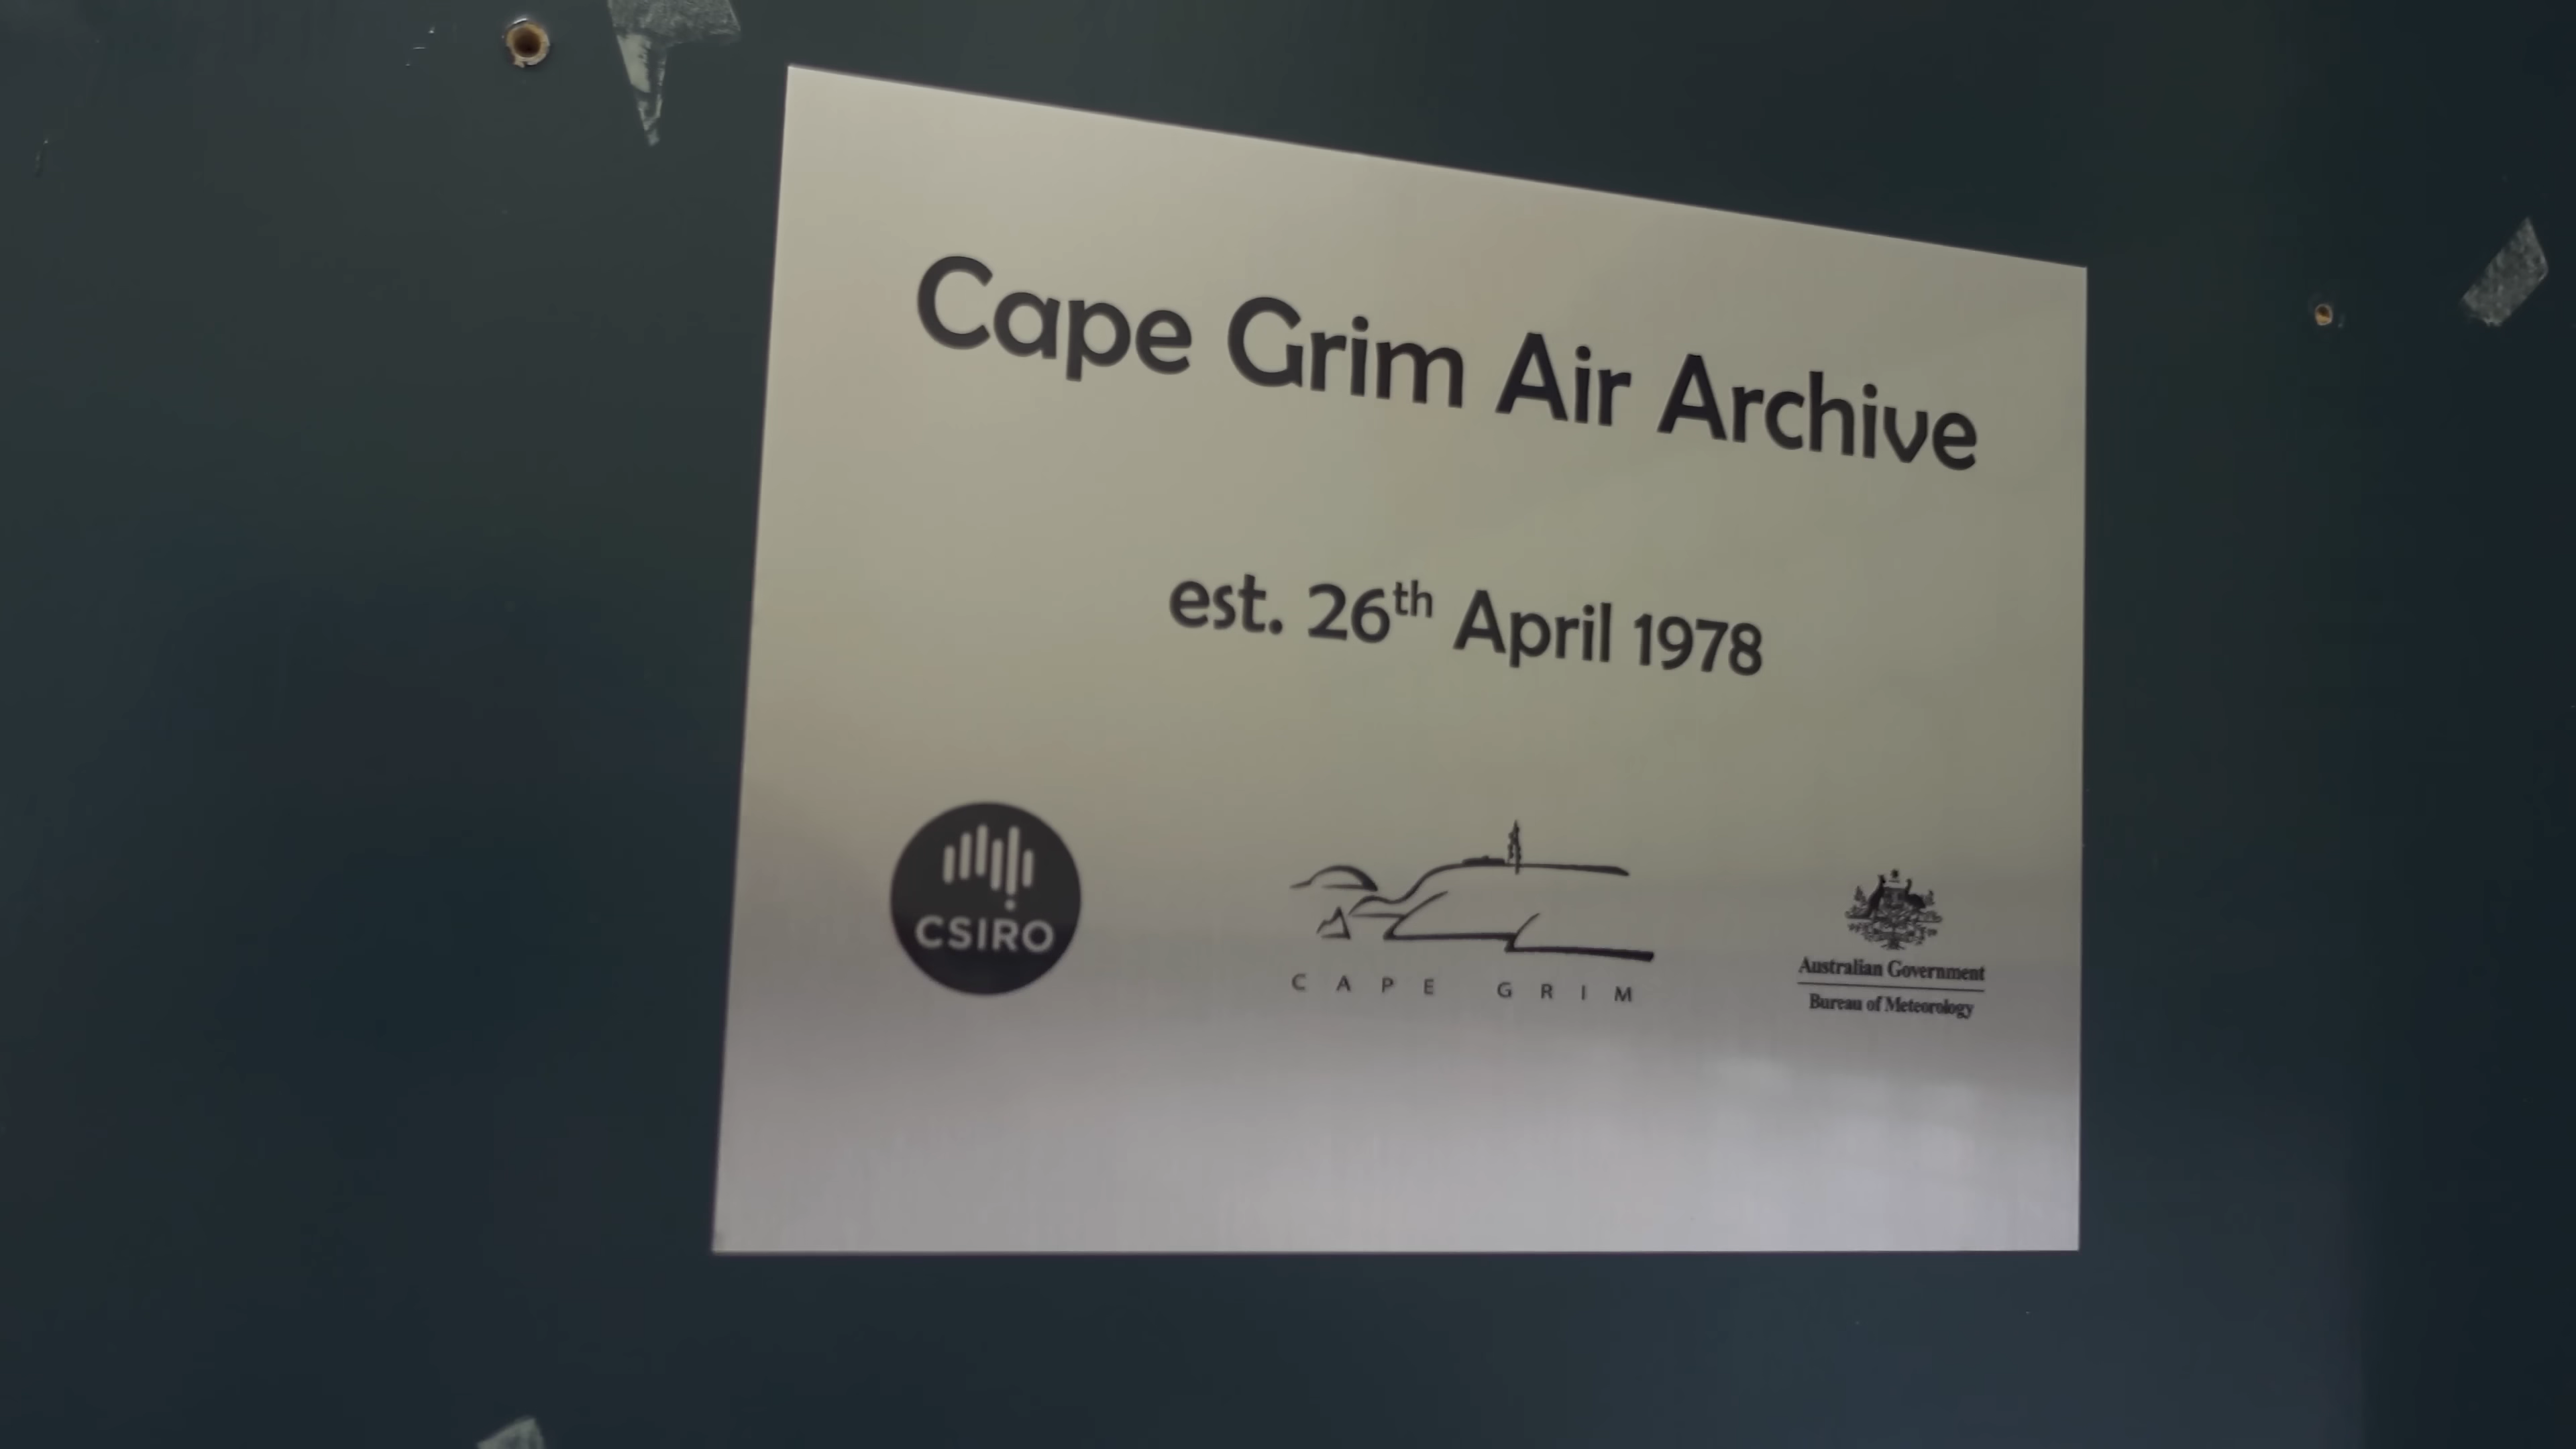 Cape Grim Air Archive
est. 26th April 1978
CSIRO
CAPE GRIM
Australian Government
Bureau of Meteorology